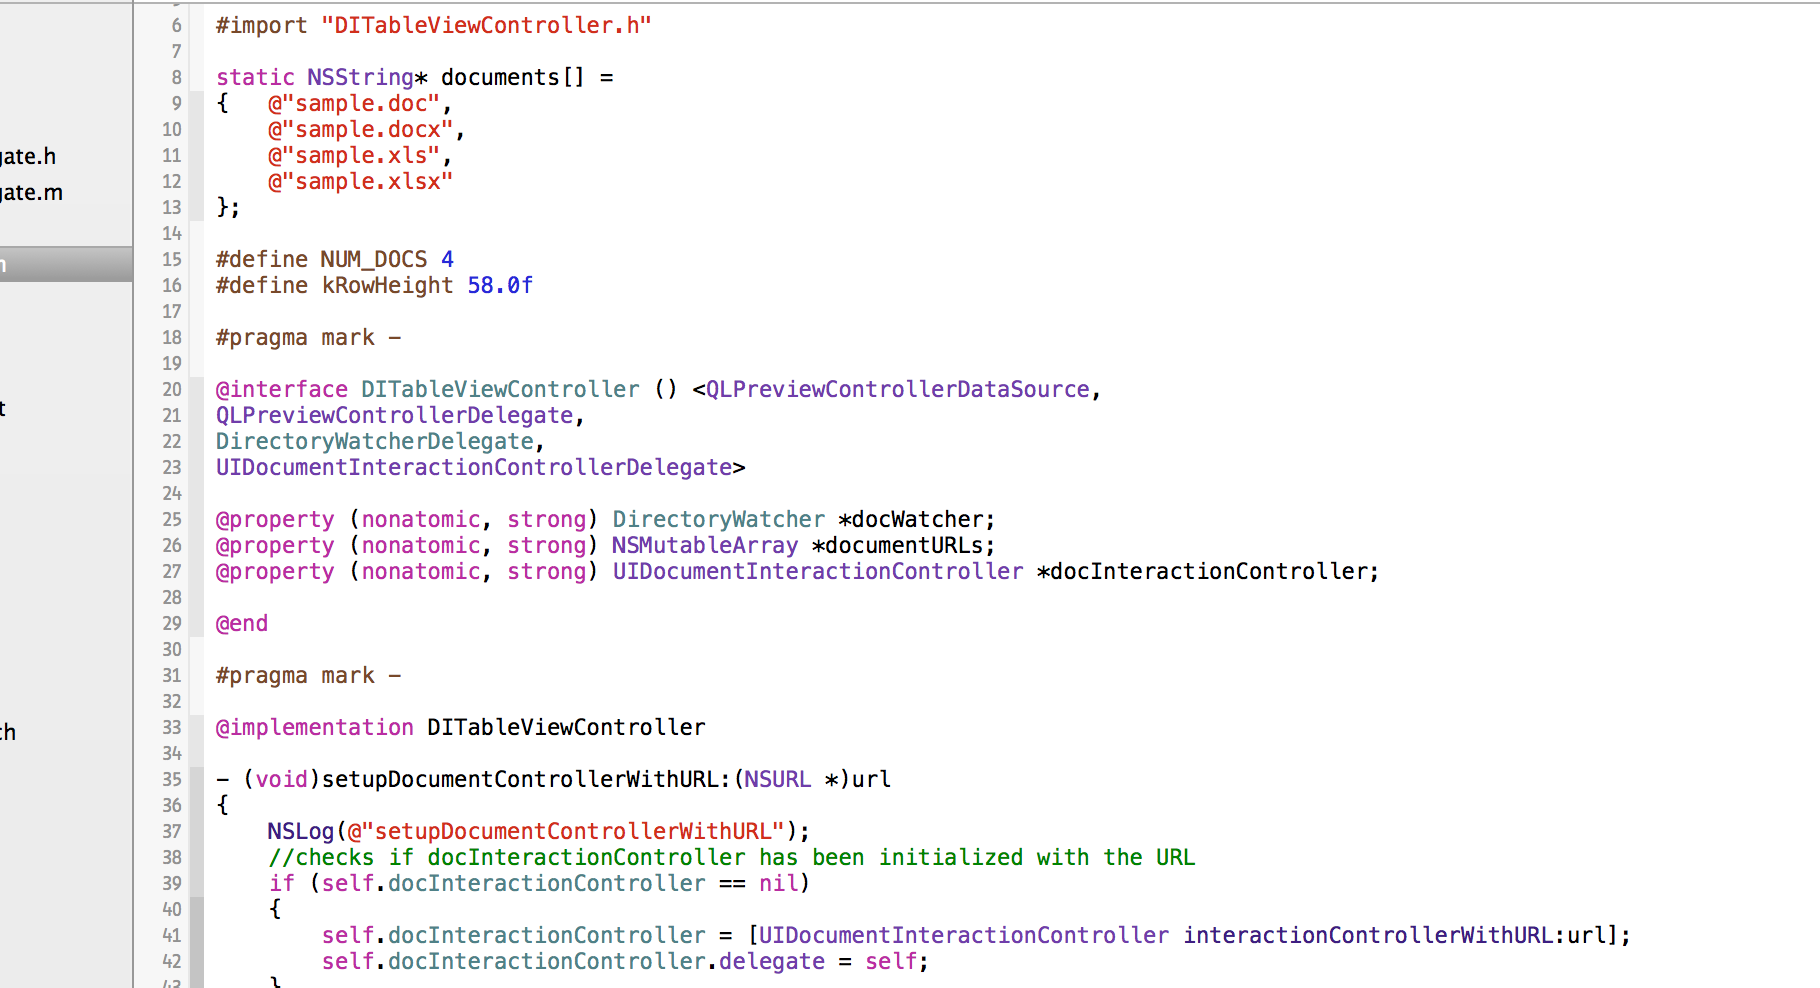 6 #import "DITableViewController.h"
7
8 static NSString* documents[] =
9 {   @"sample.doc",
10     @"sample.docx",
11     @"sample.xls",
12     @"sample.xlsx"
13 };
14
15 #define NUM_DOCS 4
16 #define kRowHeight 58.0f
17
18 #pragma mark -
19
20 @interface DITableViewController () <QLPreviewControllerDataSource,
21 QLPreviewControllerDelegate,
22 DirectoryWatcherDelegate,
23 UIDocumentInteractionControllerDelegate>
24
25 @property (nonatomic, strong) DirectoryWatcher *docWatcher;
26 @property (nonatomic, strong) NSMutableArray *documentURLs;
27 @property (nonatomic, strong) UIDocumentInteractionController *docInteractionController;
28
29 @end
30
31 #pragma mark -
32
33 @implementation DITableViewController
34
35 - (void)setupDocumentControllerWithURL:(NSURL *)url
36 {
37     NSLog(@"setupDocumentControllerWithURL");
38     //checks if docInteractionController has been initialized with the URL
39     if (self.docInteractionController == nil)
40     {
41         self.docInteractionController = [UIDocumentInteractionController interactionControllerWithURL:url];
42         self.docInteractionController.delegate = self;
43     }
gate.h
gate.m